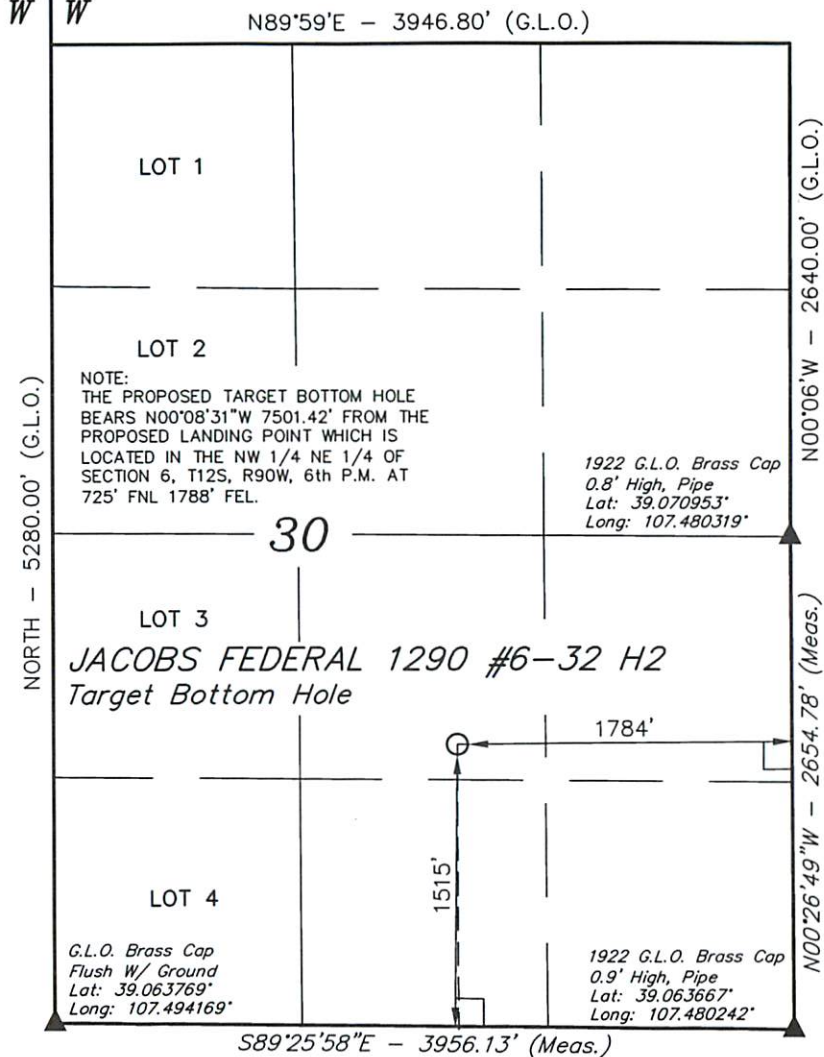 W W
N89°59'E - 3946.80' (G.L.O.)
LOT 1
N00°06'W - 2640.00' (G.L.O.)
LOT 2
NOTE:
THE PROPOSED TARGET BOTTOM HOLE
BEARS N00°08'31"W 7501.42' FROM THE
PROPOSED LANDING POINT WHICH IS
LOCATED IN THE NW 1/4 NE 1/4 OF
SECTION 6, T12S, R90W, 6th P.M. AT
725' FNL 1788' FEL.
NORTH - 5280.00' (G.L.O.)
1922 G.L.O. Brass Cap
0.8' High, Pipe
Lat: 39.070953°
Long: 107.480319°
30
LOT 3
JACOBS FEDERAL 1290 #6-32 H2
Target Bottom Hole
1784'
N00°26'49"W - 2654.78' (Meas.)
1515'
LOT 4
G.L.O. Brass Cap
Flush W/ Ground
Lat: 39.063769°
Long: 107.494169°
1922 G.L.O. Brass Cap
0.9' High, Pipe
Lat: 39.063667°
Long: 107.480242°
S89°25'58"E - 3956.13' (Meas.)